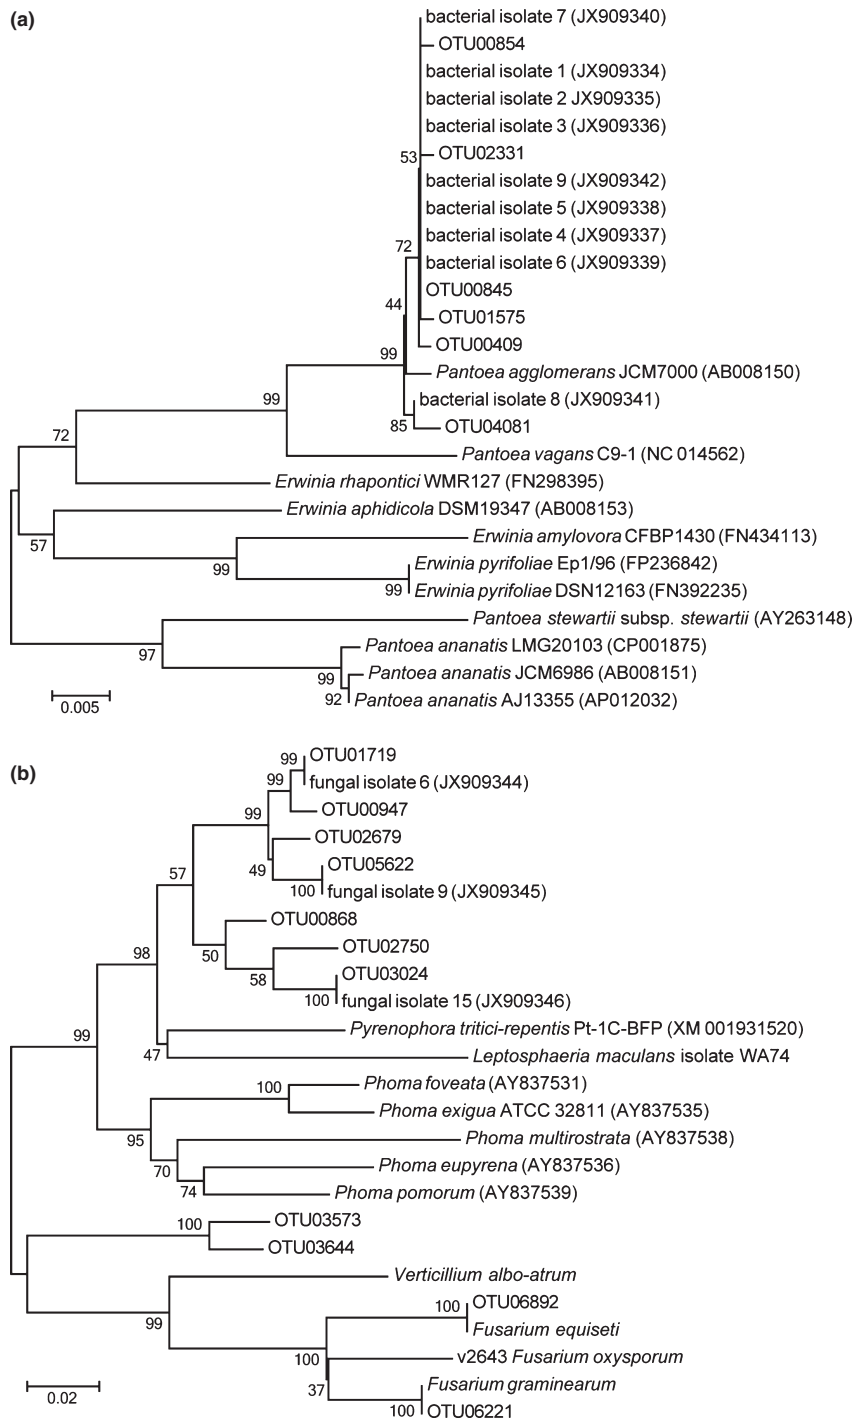 (a)
bacterial isolate 7 (JX909340)
OTU00854
bacterial isolate 1 (JX909334)
bacterial isolate 2 JX909335)
bacterial isolate 3 (JX909336)
53
OTU02331
bacterial isolate 9 (JX909342)
bacterial isolate 5 (JX909338)
bacterial isolate 4 (JX909337)
72
bacterial isolate 6 (JX909339)
OTU00845
44
OTU01575
OTU00409
99
Pantoea agglomerans JCM7000 (AB008150)
99
bacterial isolate 8 (JX909341)
85
OTU04081
72
Pantoea vagans C9-1 (NC 014562)
Erwinia rhapontici WMR127 (FN298395)
Erwinia aphidicola DSM19347 (AB008153)
57
Erwinia amylovora CFBP1430 (FN434113)
99
Erwinia pyrifoliae Ep1/96 (FP236842)
99
Erwinia pyrifoliae DSN12163 (FN392235)
Pantoea stewartii subsp. stewartii (AY263148)
97
Pantoea ananatis LMG20103 (CP001875)
99
Pantoea ananatis JCM6986 (AB008151)
92
Pantoea ananatis AJ13355 (AP012032)
0.005
(b)
99
OTU01719
99
fungal isolate 6 (JX909344)
99
OTU00947
OTU02679
49
OTU05622
57
100
fungal isolate 9 (JX909345)
OTU00868
50
OTU02750
58
OTU03024
98
100
fungal isolate 15 (JX909346)
99
Pyrenophora tritici-repentis Pt-1C-BFP (XM 001931520)
47
Leptosphaeria maculans isolate WA74
100
Phoma foveata (AY837531)
Phoma exigua ATCC 32811 (AY837535)
95
Phoma multirostrata (AY837538)
70
Phoma eupyrena (AY837536)
74
Phoma pomorum (AY837539)
100
OTU03573
OTU03644
Verticillium albo-atrum
99
100
OTU06892
Fusarium equiseti
100
v2643 Fusarium oxysporum
37
Fusarium graminearum
100
OTU06221
0.02